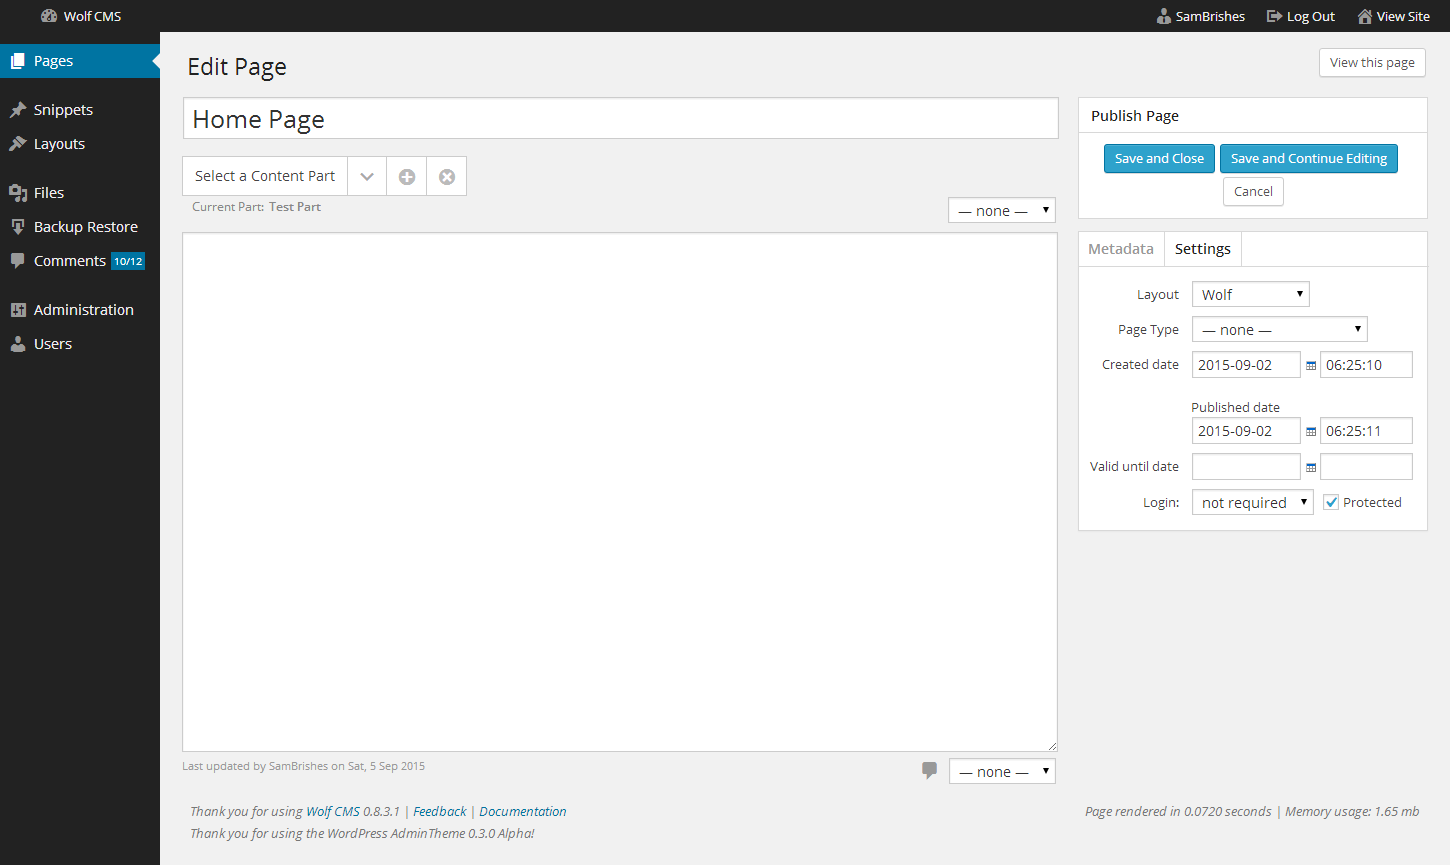 Wolf CMS
SamBrishes
Log Out
View Site
Pages
Snippets
Layouts
Files
Backup Restore
Comments 10/12
Administration
Users
Edit Page
View this page
Home Page
Select a Content Part
Current Part: Test Part
— none —
Last updated by SamBrishes on Sat, 5 Sep 2015
— none —
Publish Page
Save and Close
Save and Continue Editing
Cancel
Metadata
Settings
Layout Wolf
Page Type — none —
Created date 2015-09-02 06:25:10
Published date
2015-09-02 06:25:11
Valid until date
Login: not required Protected
Thank you for using Wolf CMS 0.8.3.1 | Feedback | Documentation
Thank you for using the WordPress AdminTheme 0.3.0 Alpha!
Page rendered in 0.0720 seconds | Memory usage: 1.65 mb